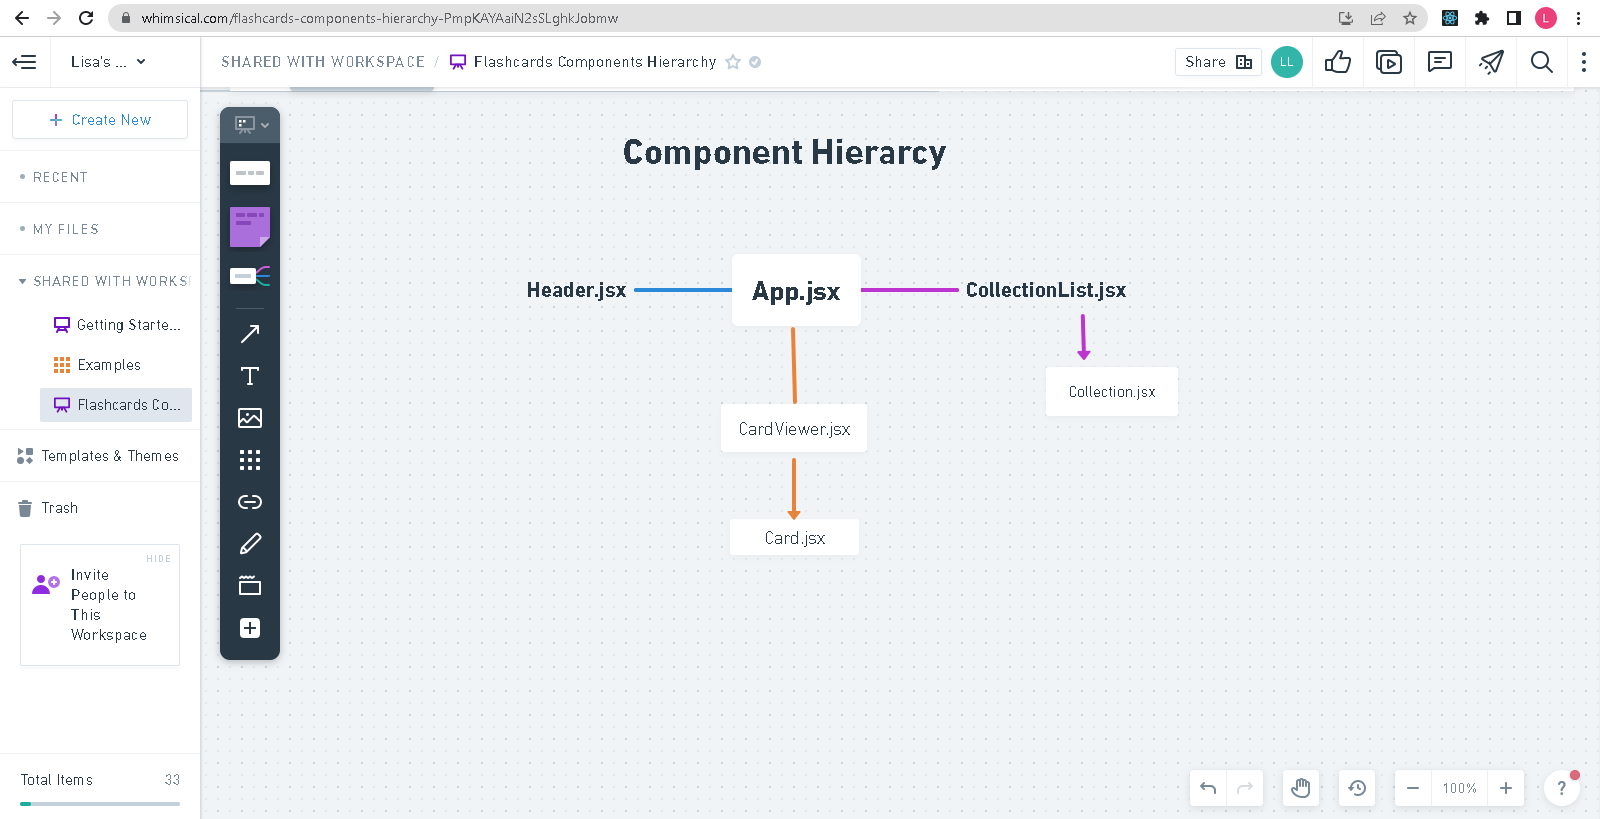 whimsical.com/flashcards-components-hierarchy-PmpKAYAaiN2sSLghkJobmw
L
Lisa's ...
SHARED WITH WORKSPACE / Flashcards Components Hierarchy
Share
LL
Create New
RECENT
MY FILES
SHARED WITH WORKS
Getting Starte...
Examples
Flashcards Co...
Templates & Themes
Trash
HIDE
Invite
People to
This
Workspace
Total Items 33
Component Hierarcy
Header.jsx
App.jsx
CollectionList.jsx
Collection.jsx
CardViewer.jsx
Card.jsx
100%
?